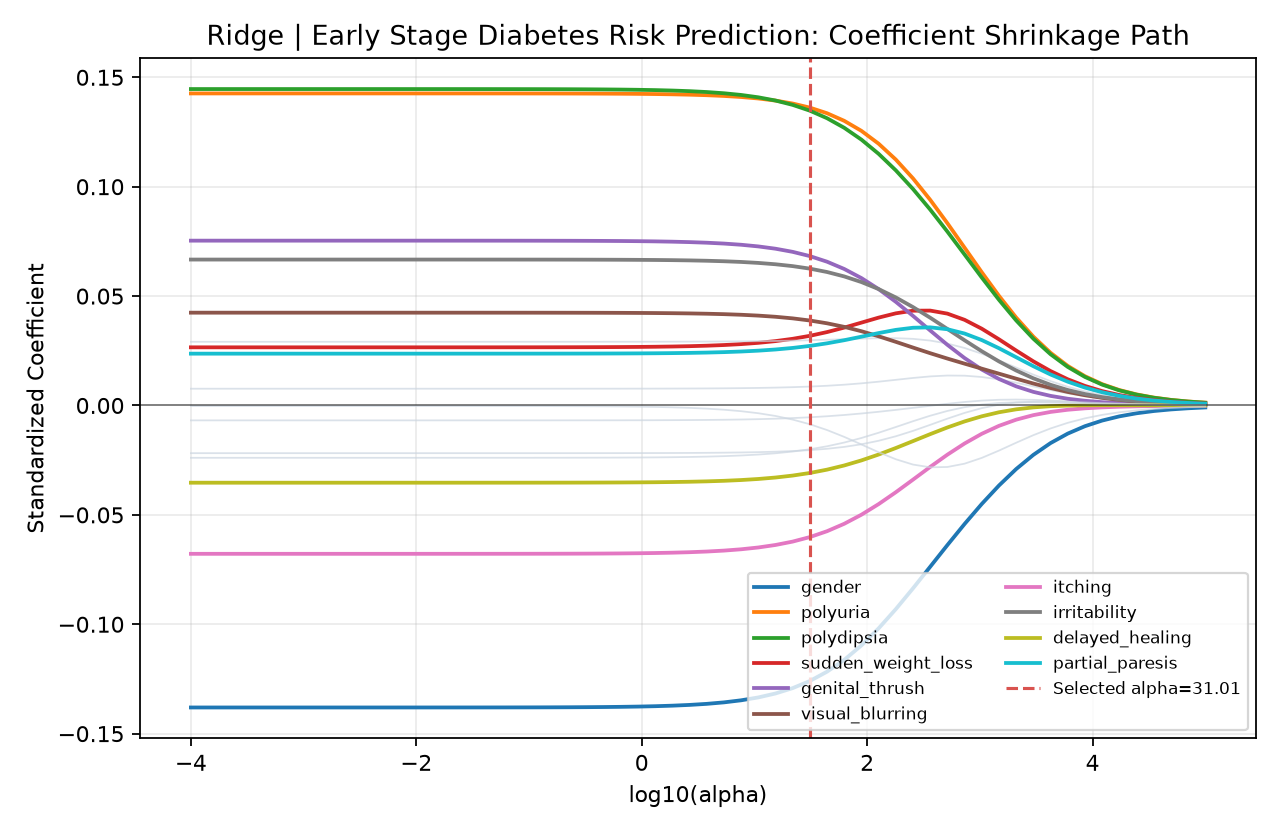 Ridge | Early Stage Diabetes Risk Prediction: Coefficient Shrinkage Path
Standardized Coefficient
0.15
0.10
0.05
0.00
−0.05
−0.10
−0.15
gender
polyuria
polydipsia
sudden_weight_loss
genital_thrush
visual_blurring
itching
irritability
delayed_healing
partial_paresis
Selected alpha=31.01
−4
−2
0
2
4
log10(alpha)